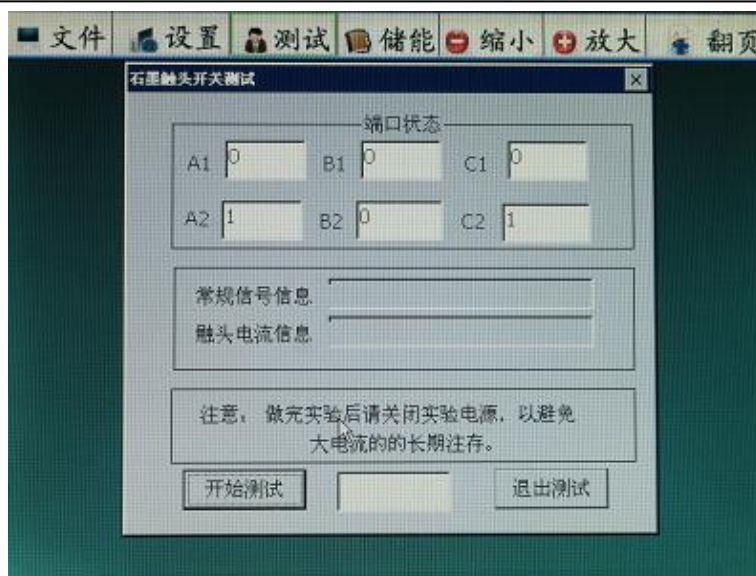 文件 设置 测试 储能 缩小 放大 翻页
石墨触头开关测试
端口状态
A1 0 B1 0 C1 0
A2 1 B2 0 C2 1
常规信号信息
触头电流信息
注意：做完实验后请关闭实验电源，以避免
大电流的的长期注存。
开始测试 退出测试